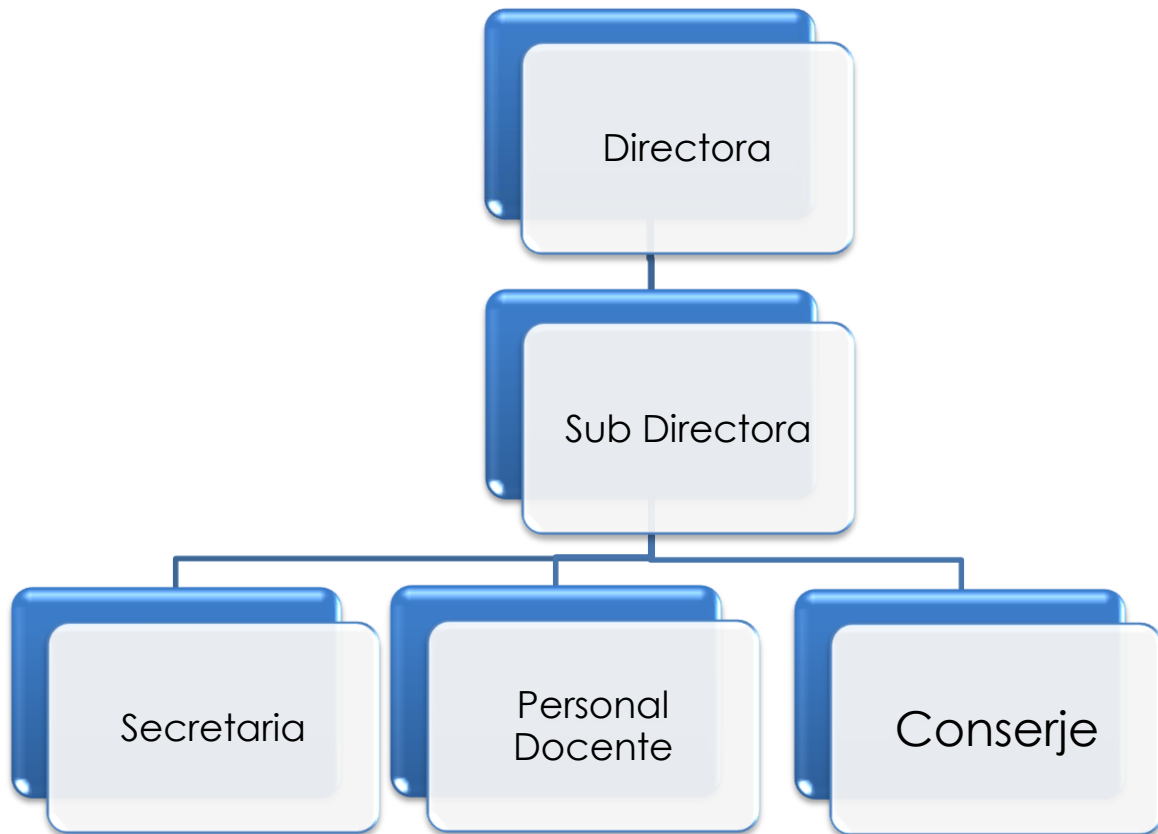 Directora
Sub Directora
Secretaria
Personal
Docente
Conserje